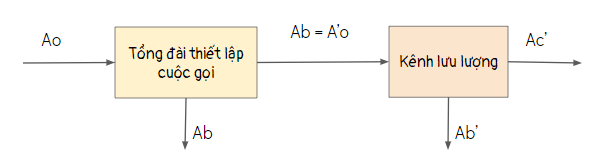 Ao
Tổng đài thiết lập
cuộc gọi
Ab = A'o
Kênh lưu lượng
Ac'
Ab
Ab'